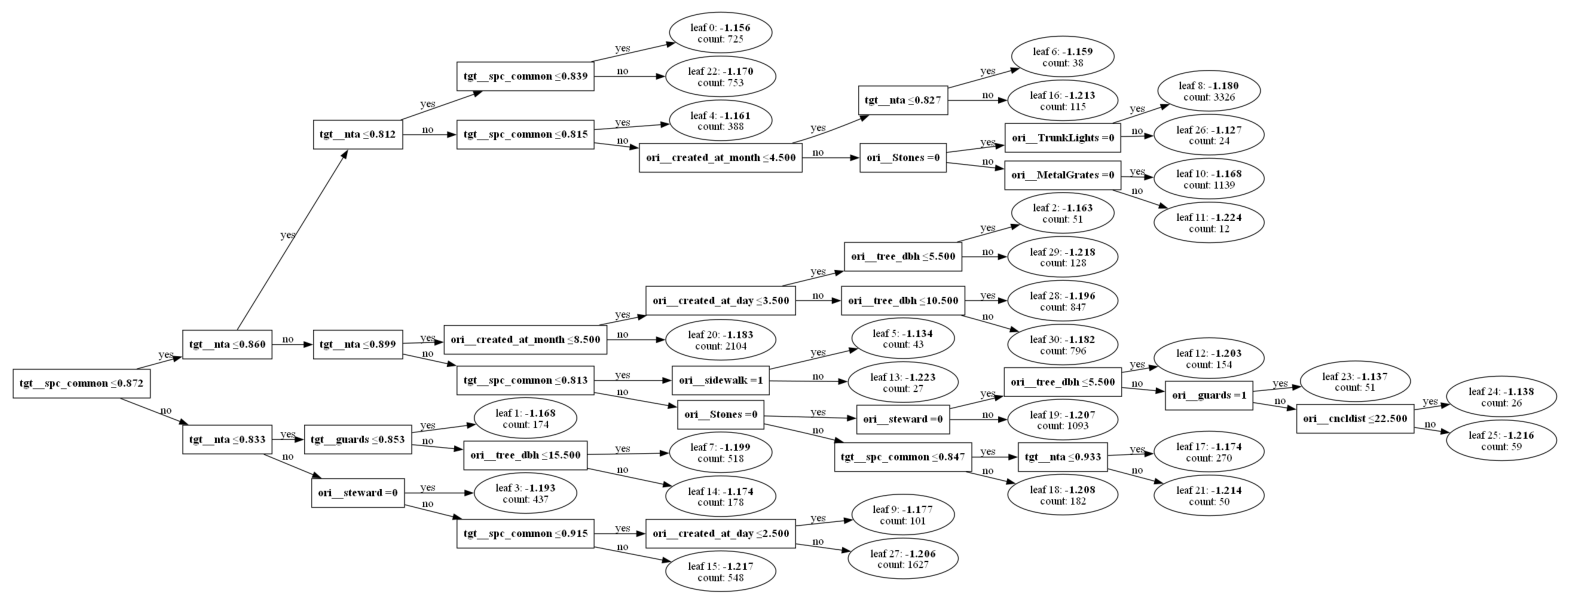 leaf 0: -1.156
count: 725
yes
tgt__spc_common ≤0.839
no
leaf 22: -1.170
count: 753
yes
tgt__nta ≤0.812
no
tgt__spc_common ≤0.815
yes
leaf 4: -1.161
count: 388
no
ori__created_at_month ≤4.500
yes
tgt__nta ≤0.827
yes
leaf 6: -1.159
count: 38
no
leaf 16: -1.213
count: 115
no
ori__Stones =0
yes
ori__TrunkLights =0
yes
leaf 8: -1.180
count: 3326
no
leaf 26: -1.127
count: 24
no
ori__MetalGrates =0
yes
leaf 10: -1.168
count: 1139
no
leaf 11: -1.224
count: 12
yes
tgt__nta ≤0.860
no
tgt__nta ≤0.899
yes
ori__created_at_month ≤8.500
yes
ori__created_at_day ≤3.500
yes
ori__tree_dbh ≤5.500
yes
leaf 2: -1.163
count: 51
no
leaf 29: -1.218
count: 128
no
ori__tree_dbh ≤10.500
yes
leaf 28: -1.196
count: 847
no
leaf 30: -1.182
count: 796
no
leaf 20: -1.183
count: 2104
no
tgt__spc_common ≤0.813
yes
ori__sidewalk =1
yes
leaf 5: -1.134
count: 43
no
leaf 13: -1.223
count: 27
no
ori__Stones =0
yes
ori__steward =0
yes
ori__tree_dbh ≤5.500
yes
leaf 12: -1.203
count: 154
no
ori__guards =1
yes
leaf 23: -1.137
count: 51
no
ori__cncldist ≤22.500
yes
leaf 24: -1.138
count: 26
no
leaf 25: -1.216
count: 59
no
leaf 19: -1.207
count: 1093
no
tgt__spc_common ≤0.847
yes
tgt__nta ≤0.933
yes
leaf 17: -1.174
count: 270
no
leaf 21: -1.214
count: 50
no
leaf 18: -1.208
count: 182
yes
tgt__spc_common ≤0.872
no
tgt__nta ≤0.833
yes
tgt__guards ≤0.853
yes
leaf 1: -1.168
count: 174
no
ori__tree_dbh ≤15.500
yes
leaf 7: -1.199
count: 518
no
leaf 14: -1.174
count: 178
no
ori__steward =0
yes
leaf 3: -1.193
count: 437
no
tgt__spc_common ≤0.915
yes
ori__created_at_day ≤2.500
yes
leaf 9: -1.177
count: 101
no
leaf 27: -1.206
count: 1627
no
leaf 15: -1.217
count: 548